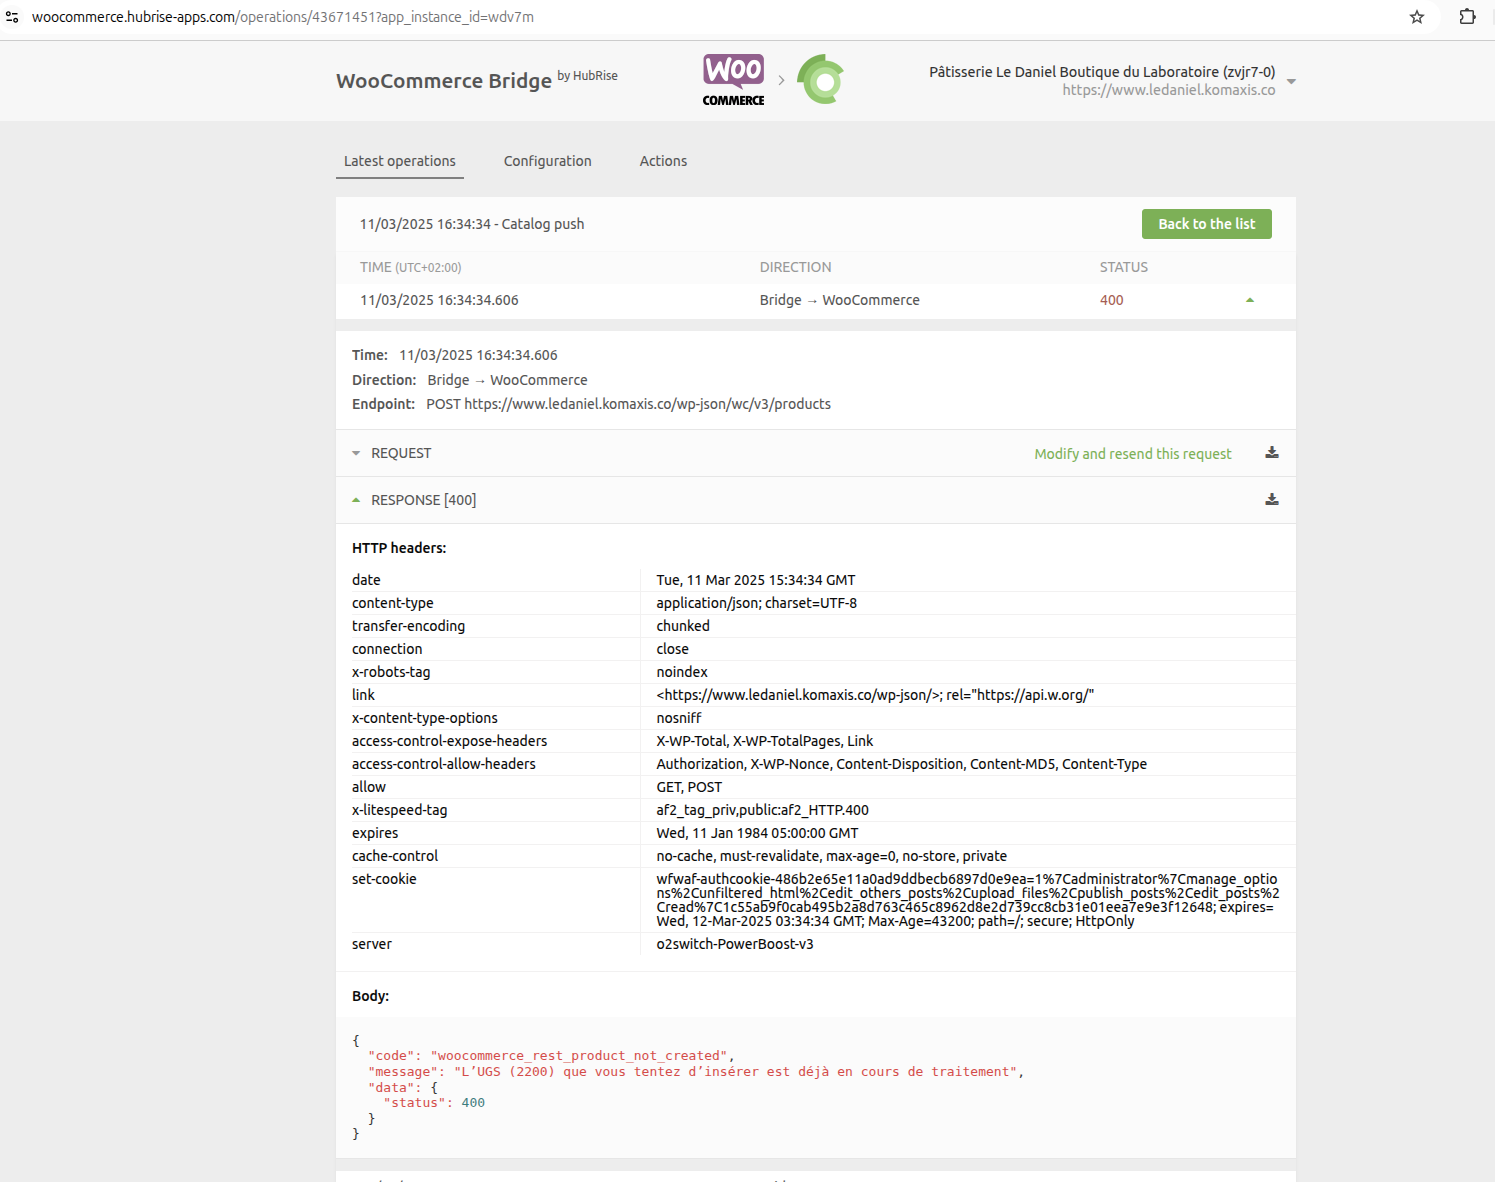 woocommerce.hubrise-apps.com/operations/43671451?app_instance_id=wdv7m
WooCommerce Bridge by HubRise
WOO
COMMERCE
Pâtisserie Le Daniel Boutique du Laboratoire (zvjr7-0)
https://www.ledaniel.komaxis.co
Latest operations Configuration Actions
11/03/2025 16:34:34 - Catalog push Back to the list
TIME (UTC+02:00) DIRECTION STATUS
11/03/2025 16:34:34.606 Bridge → WooCommerce 400
Time: 11/03/2025 16:34:34.606
Direction: Bridge → WooCommerce
Endpoint: POST https://www.ledaniel.komaxis.co/wp-json/wc/v3/products
REQUEST Modify and resend this request
RESPONSE [400]
HTTP headers:
date Tue, 11 Mar 2025 15:34:34 GMT
content-type application/json; charset=UTF-8
transfer-encoding chunked
connection close
x-robots-tag noindex
link <https://www.ledaniel.komaxis.co/wp-json/>; rel="https://api.w.org/"
x-content-type-options nosniff
access-control-expose-headers X-WP-Total, X-WP-TotalPages, Link
access-control-allow-headers Authorization, X-WP-Nonce, Content-Disposition, Content-MD5, Content-Type
allow GET, POST
x-litespeed-tag af2_tag_priv,public:af2_HTTP.400
expires Wed, 11 Jan 1984 05:00:00 GMT
cache-control no-cache, must-revalidate, max-age=0, no-store, private
set-cookie wfwaf-authcookie-486b2e65e11a0ad9ddbecb6897d0e9ea=1%7Cadministrator%7Cmanage_optio
ns%2Cunfiltered_html%2Cedit_others_posts%2Cupload_files%2Cpublish_posts%2Cedit_posts%2
Cread%7C1c55ab9f0cab495b2a8d763c465c8962d8e2d739cc8cb31e01eea7e9e3f12648; expires=
Wed, 12-Mar-2025 03:34:34 GMT; Max-Age=43200; path=/; secure; HttpOnly
server o2switch-PowerBoost-v3
Body:
{
"code": "woocommerce_rest_product_not_created",
"message": "L’UGS (2200) que vous tentez d’insérer est déjà en cours de traitement",
"data": {
"status": 400
}
}